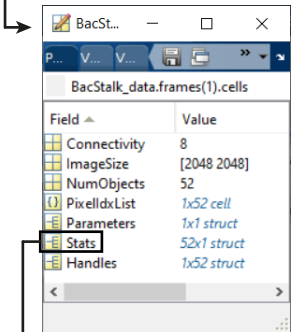 BacSt...
P... V... V...
BacStalk_data.frames(1).cells
Field Value
Connectivity 8
ImageSize [2048 2048]
NumObjects 52
PixelIdxList 1x52 cell
Parameters 1x1 struct
Stats 52x1 struct
Handles 1x52 struct